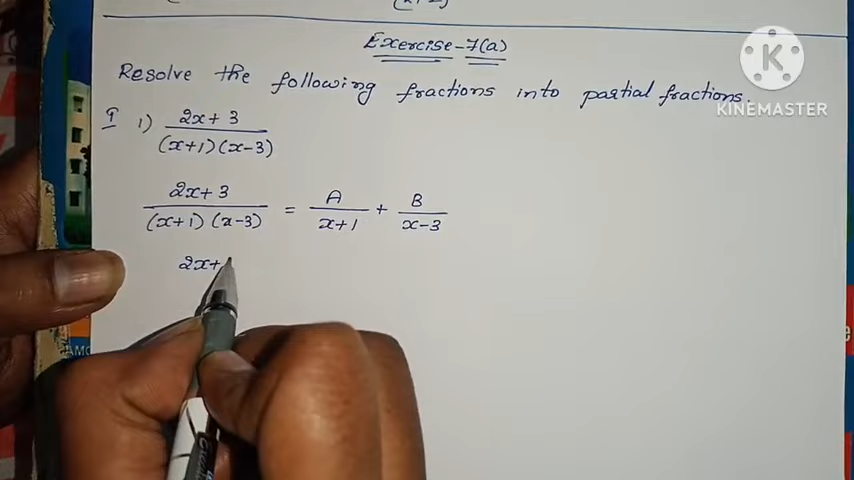 Exercise-7(a)
Resolve the following fractions into partial fractions.
I 1) 2x+3 / (x+1)(x-3)
2x+3 / (x+1)(x-3) = A / x+1 + B / x-3
2x+
K
KINEMASTER